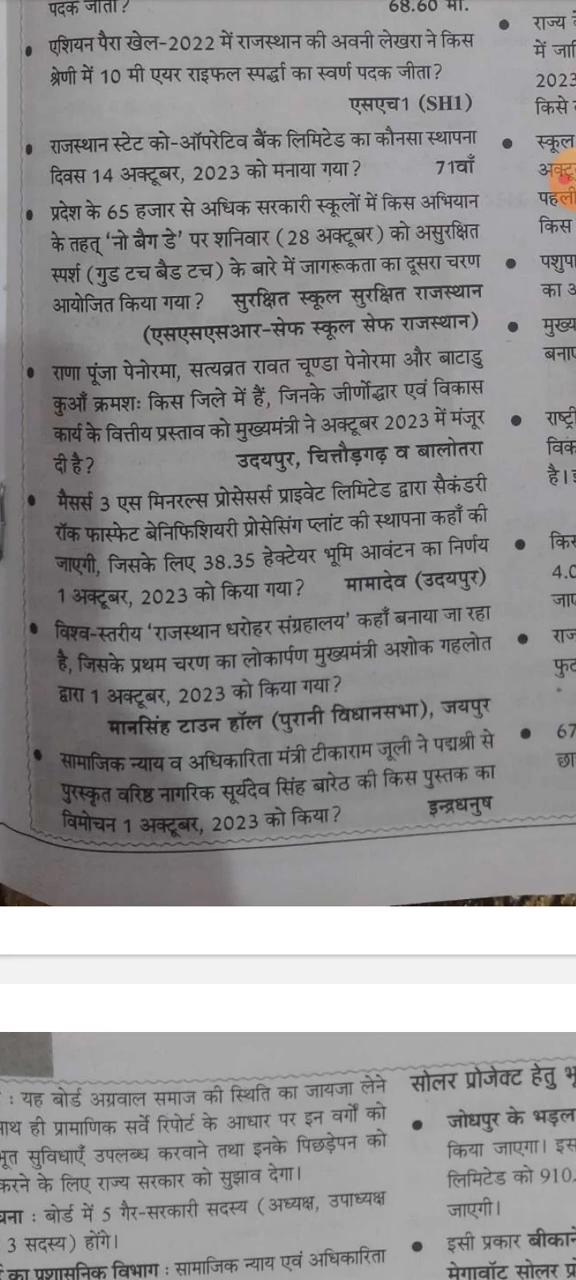 पदक जीता?
68.60 मी.
• एशियन पैरा खेल-2022 में राजस्थान की अवनी लेखरा ने किस
श्रेणी में 10 मी एयर राइफल स्पर्द्धा का स्वर्ण पदक जीता?
एसएच1 (SH1)
• राजस्थान स्टेट को-ऑपरेटिव बैंक लिमिटेड का कौनसा स्थापना
दिवस 14 अक्टूबर, 2023 को मनाया गया? 71वाँ
• प्रदेश के 65 हजार से अधिक सरकारी स्कूलों में किस अभियान
के तहत् 'नो बैग डे' पर शनिवार (28 अक्टूबर) को असुरक्षित
स्पर्श (गुड टच बैड टच) के बारे में जागरूकता का दूसरा चरण
आयोजित किया गया? सुरक्षित स्कूल सुरक्षित राजस्थान
(एसएसएसआर-सेफ स्कूल सेफ राजस्थान)
• राणा पूंजा पेनोरमा, सत्यव्रत रावत चूण्डा पेनोरमा और बाटाडु
कुआँ क्रमशः किस जिले में हैं, जिनके जीर्णोद्धार एवं विकास
कार्य के वित्तीय प्रस्ताव को मुख्यमंत्री ने अक्टूबर 2023 में मंजूर
दी है? उदयपुर, चित्तौड़गढ़ व बालोतरा
• मैसर्स 3 एस मिनरल्स प्रोसेसर्स प्राइवेट लिमिटेड द्वारा सैकंडरी
रॉक फास्फेट बेनिफिशियरी प्रोसेसिंग प्लांट की स्थापना कहाँ की
जाएगी, जिसके लिए 38.35 हेक्टेयर भूमि आवंटन का निर्णय
1 अक्टूबर, 2023 को किया गया? मामादेव (उदयपुर)
• विश्व-स्तरीय 'राजस्थान धरोहर संग्रहालय' कहाँ बनाया जा रहा
है, जिसके प्रथम चरण का लोकार्पण मुख्यमंत्री अशोक गहलोत
द्वारा 1 अक्टूबर, 2023 को किया गया?
मानसिंह टाउन हॉल (पुरानी विधानसभा), जयपुर
• सामाजिक न्याय व अधिकारिता मंत्री टीकाराम जूली ने पद्मश्री से
पुरस्कृत वरिष्ठ नागरिक सूर्यदेव सिंह बारेठ की किस पुस्तक का
विमोचन 1 अक्टूबर, 2023 को किया? इन्द्रधनुष
• राज्य
में
2023
किसे
• स्कूल
पहली
किस
•
का
• मुख्य
•
है।
•
4.0
•
• 67
: यह बोर्ड अग्रवाल समाज की स्थिति का जायजा लेने
ही प्रामाणिक सर्वे रिपोर्ट के आधार पर इन वर्गों को
सुविधाएँ उपलब्ध करवाने तथा इनके पिछड़ेपन को
करने के लिए राज्य सरकार को सुझाव देगा।
: बोर्ड में 5 गैर-सरकारी सदस्य (अध्यक्ष, उपाध्यक्ष
3 सदस्य) होंगे।
का प्रशासनिक विभाग : सामाजिक न्याय एवं अधिकारिता
सोलर प्रोजेक्ट हेतु
• जोधपुर के
किया जाएगा।
लिमिटेड को 910
जाएगी।
• इसी प्रकार
मेगावॉट सोलर